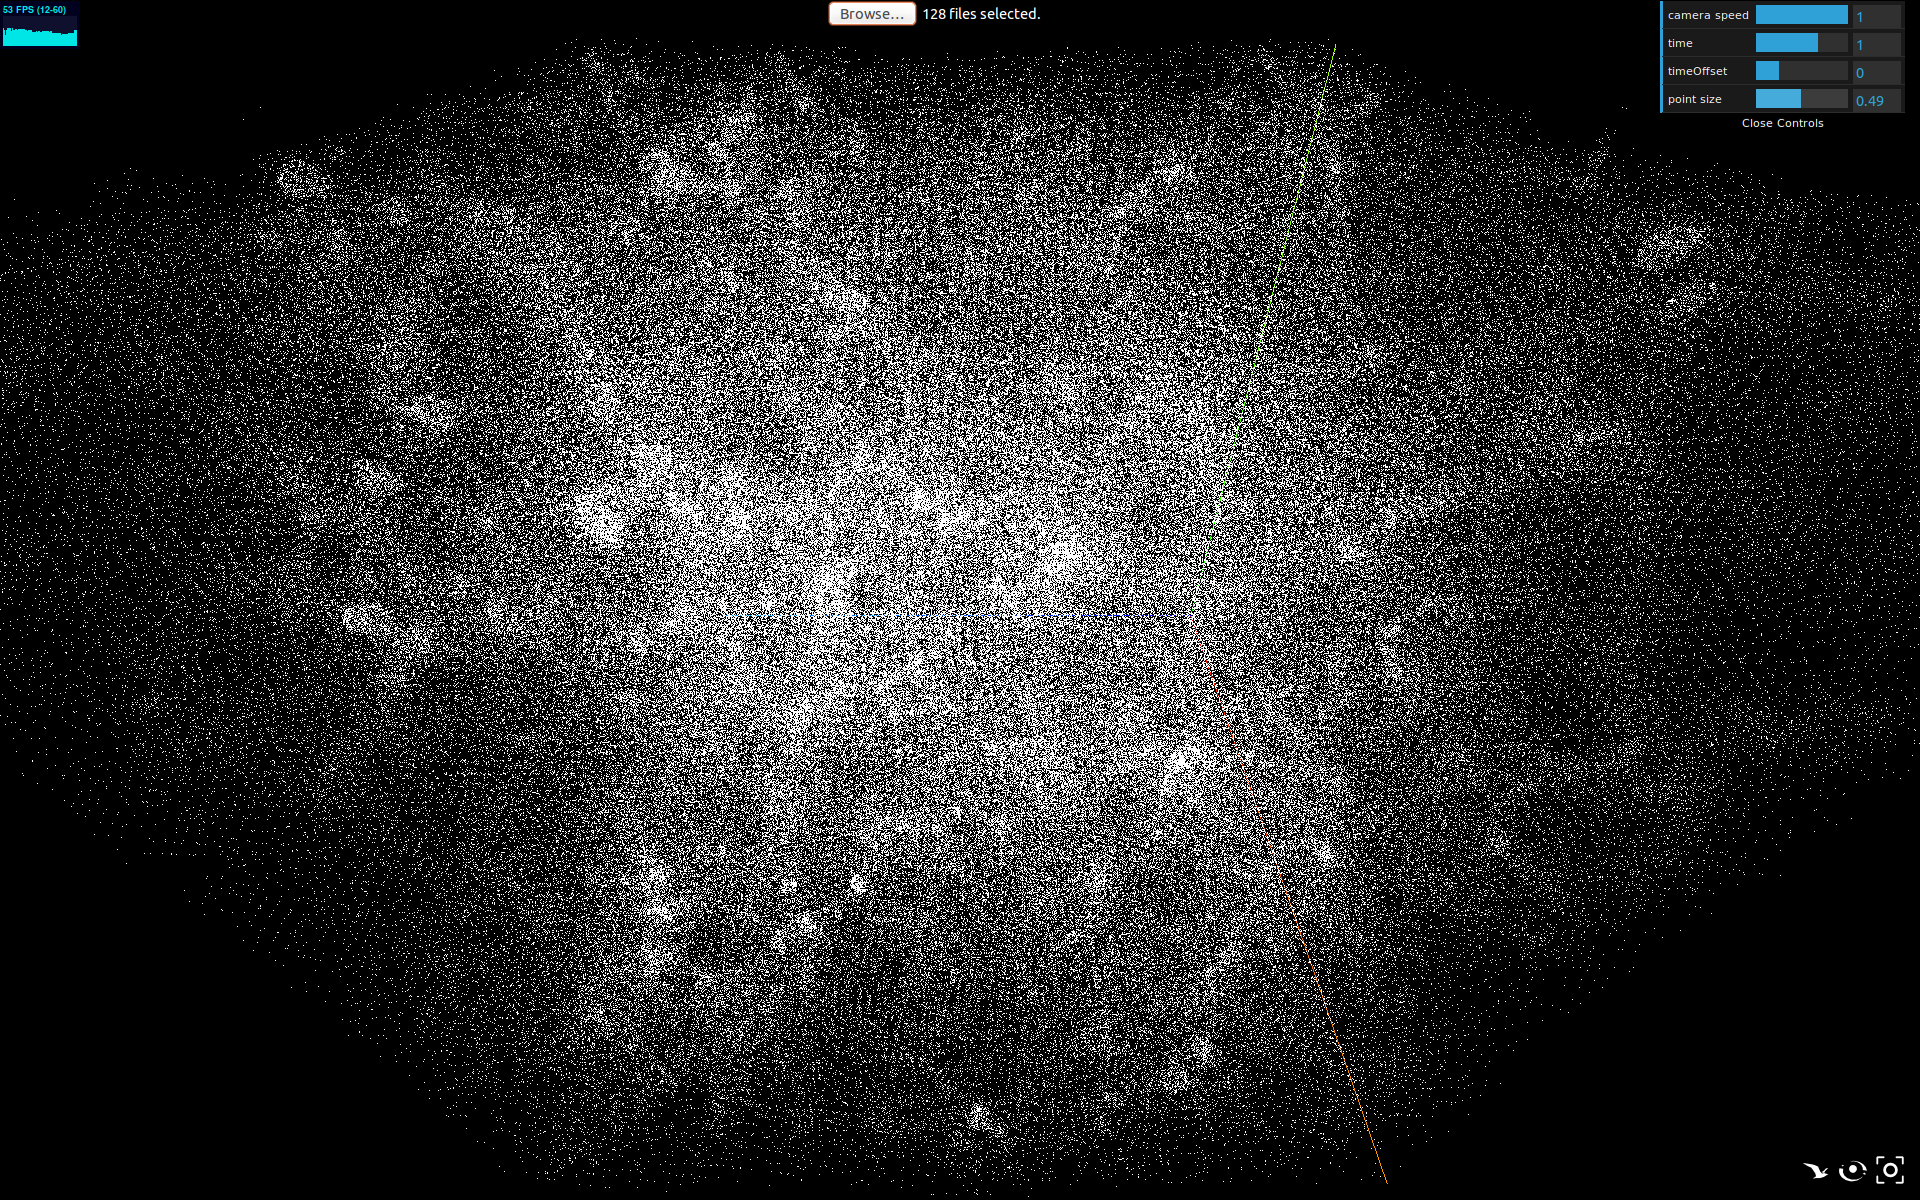 53 FPS (12-60)
Browse... 128 files selected.
camera speed 1
time 1
timeOffset 0
point size 0.49
Close Controls